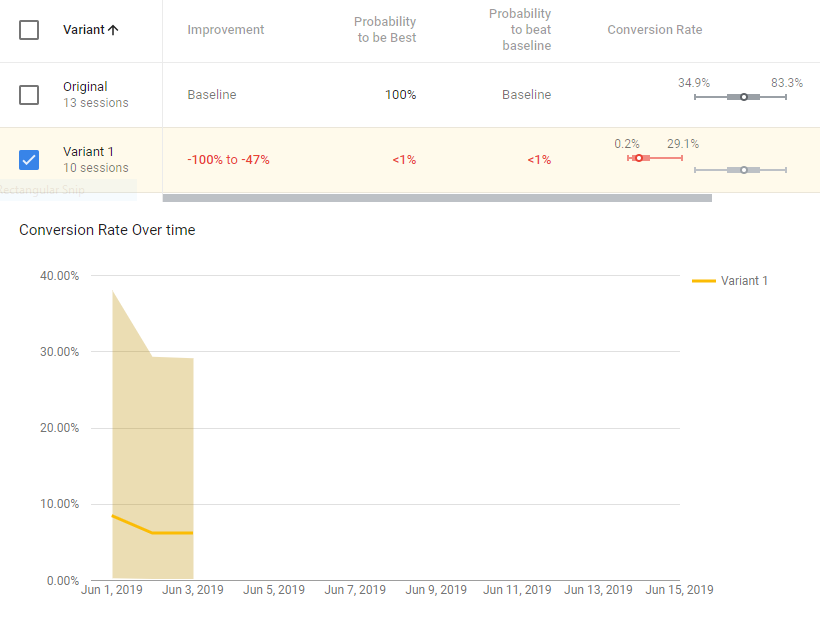 Variant
Improvement
Probability
to be Best
Probability
to beat
baseline
Conversion Rate
Original
13 sessions
Baseline
100%
Baseline
34.9%
83.3%
Variant 1
10 sessions
-100% to -47%
<1%
<1%
0.2%
29.1%
Rectangular Snip
Conversion Rate Over time
40.00%
30.00%
20.00%
10.00%
0.00%
Jun 1, 2019
Jun 3, 2019
Jun 5, 2019
Jun 7, 2019
Jun 9, 2019
Jun 11, 2019
Jun 13, 2019
Jun 15, 2019
Variant 1